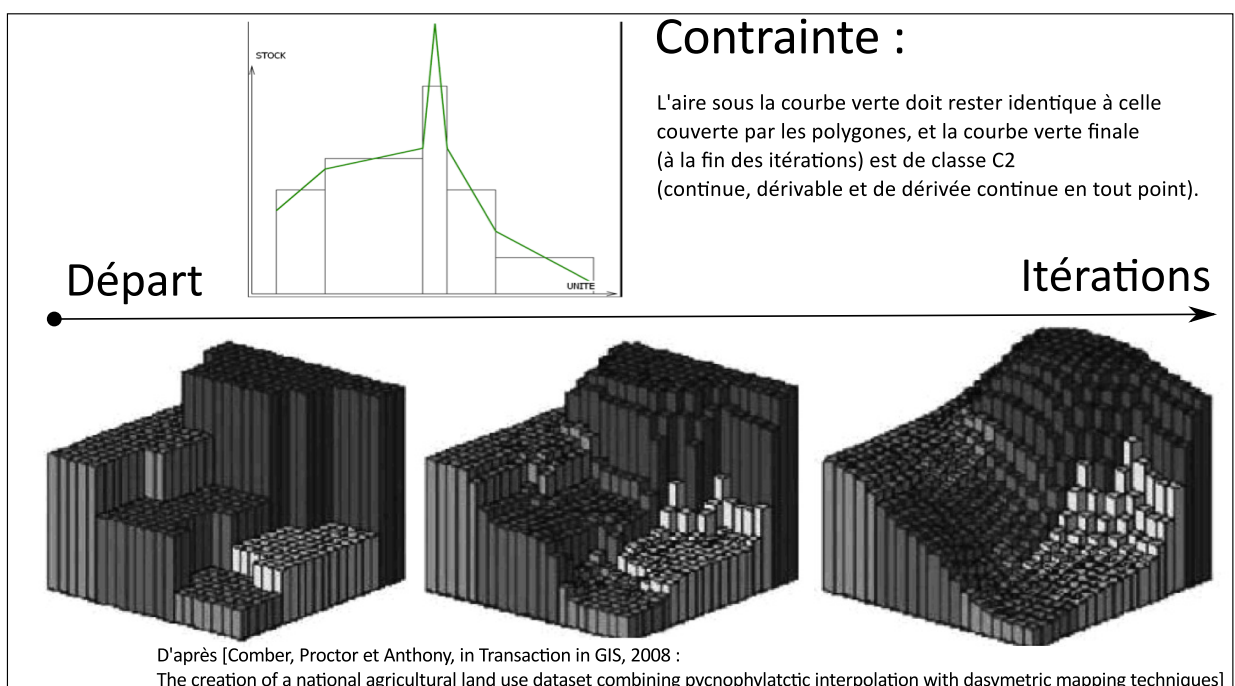 STOCK
UNITE
Contrainte :
L'aire sous la courbe verte doit rester identique à celle
couverte par les polygones, et la courbe verte finale
(à la fin des itérations) est de classe C2
(continue, dérivable et de dérivée continue en tout point).
Départ
Itérations
D'après [Comber, Proctor et Anthony, in Transaction in GIS, 2008 :
The creation of a national agricultural land use dataset combining pycnophylatctic interpolation with dasymetric mapping techniques]